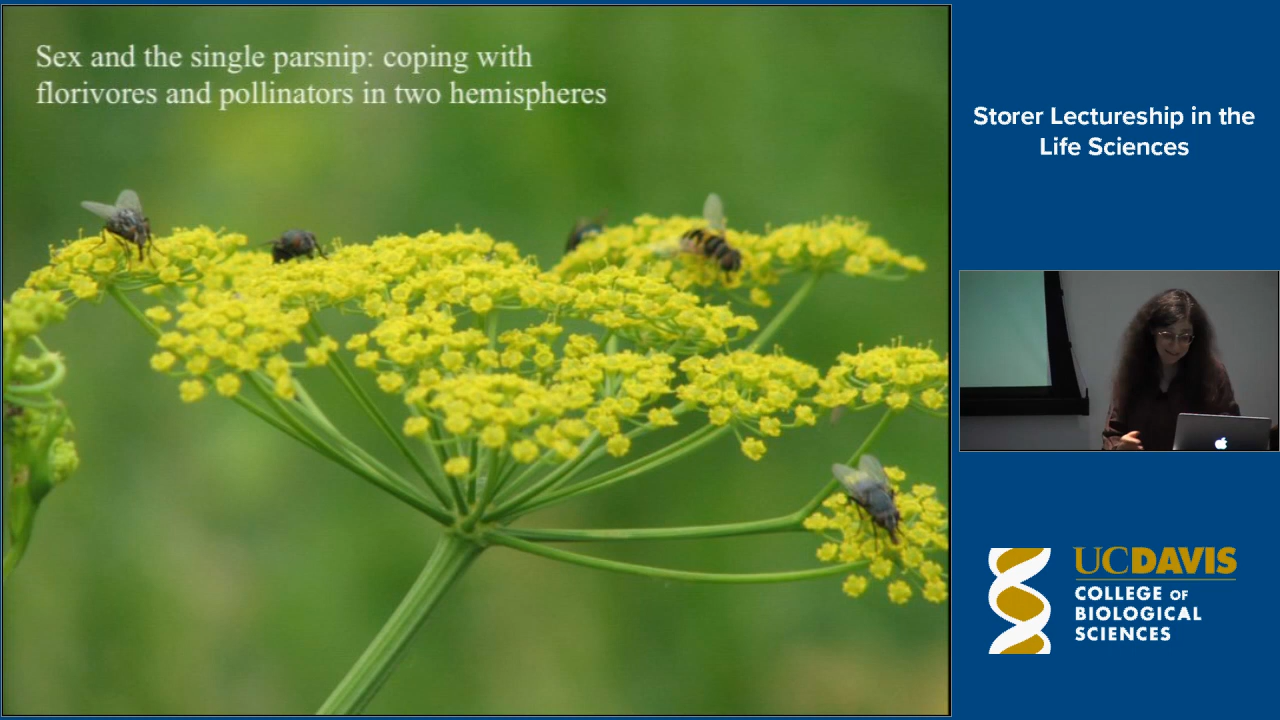 Sex and the single parsnip: coping with
florivores and pollinators in two hemispheres
Storer Lectureship in the
Life Sciences
UCDAVIS
COLLEGE OF
BIOLOGICAL
SCIENCES